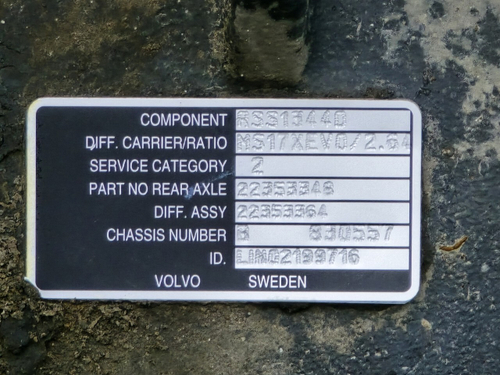 COMPONENT RSS1344D
DIFF. CARRIER/RATIO MS17XEVO/2.64
SERVICE CATEGORY 2
PART NO REAR AXLE 22353348
DIFF. ASSY 22353364
CHASSIS NUMBER B 830557
ID. LIN02199716
VOLVO SWEDEN